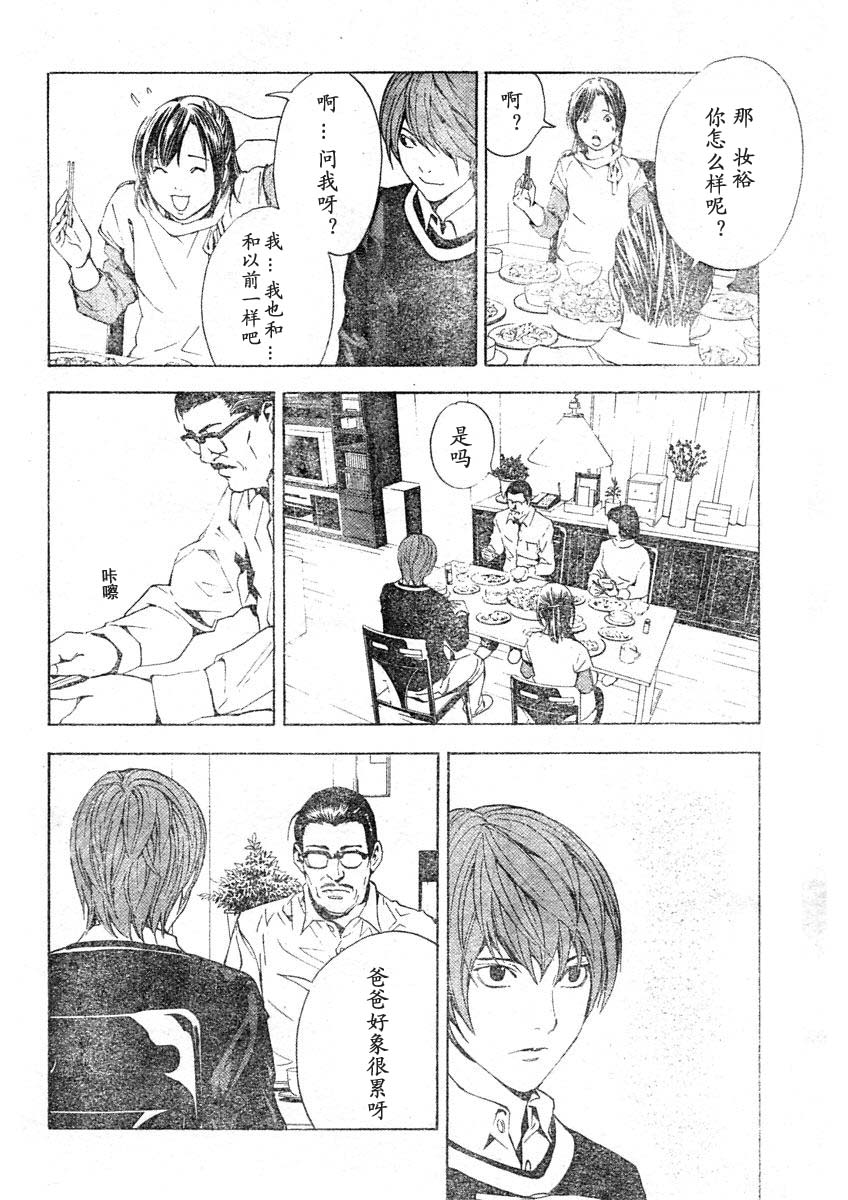 那 妆裕
你怎么样呢？
啊？
啊
…
问我呀？
我…我也和…
和以前一样吧
是吗
咔嚓
爸爸好象很累呀